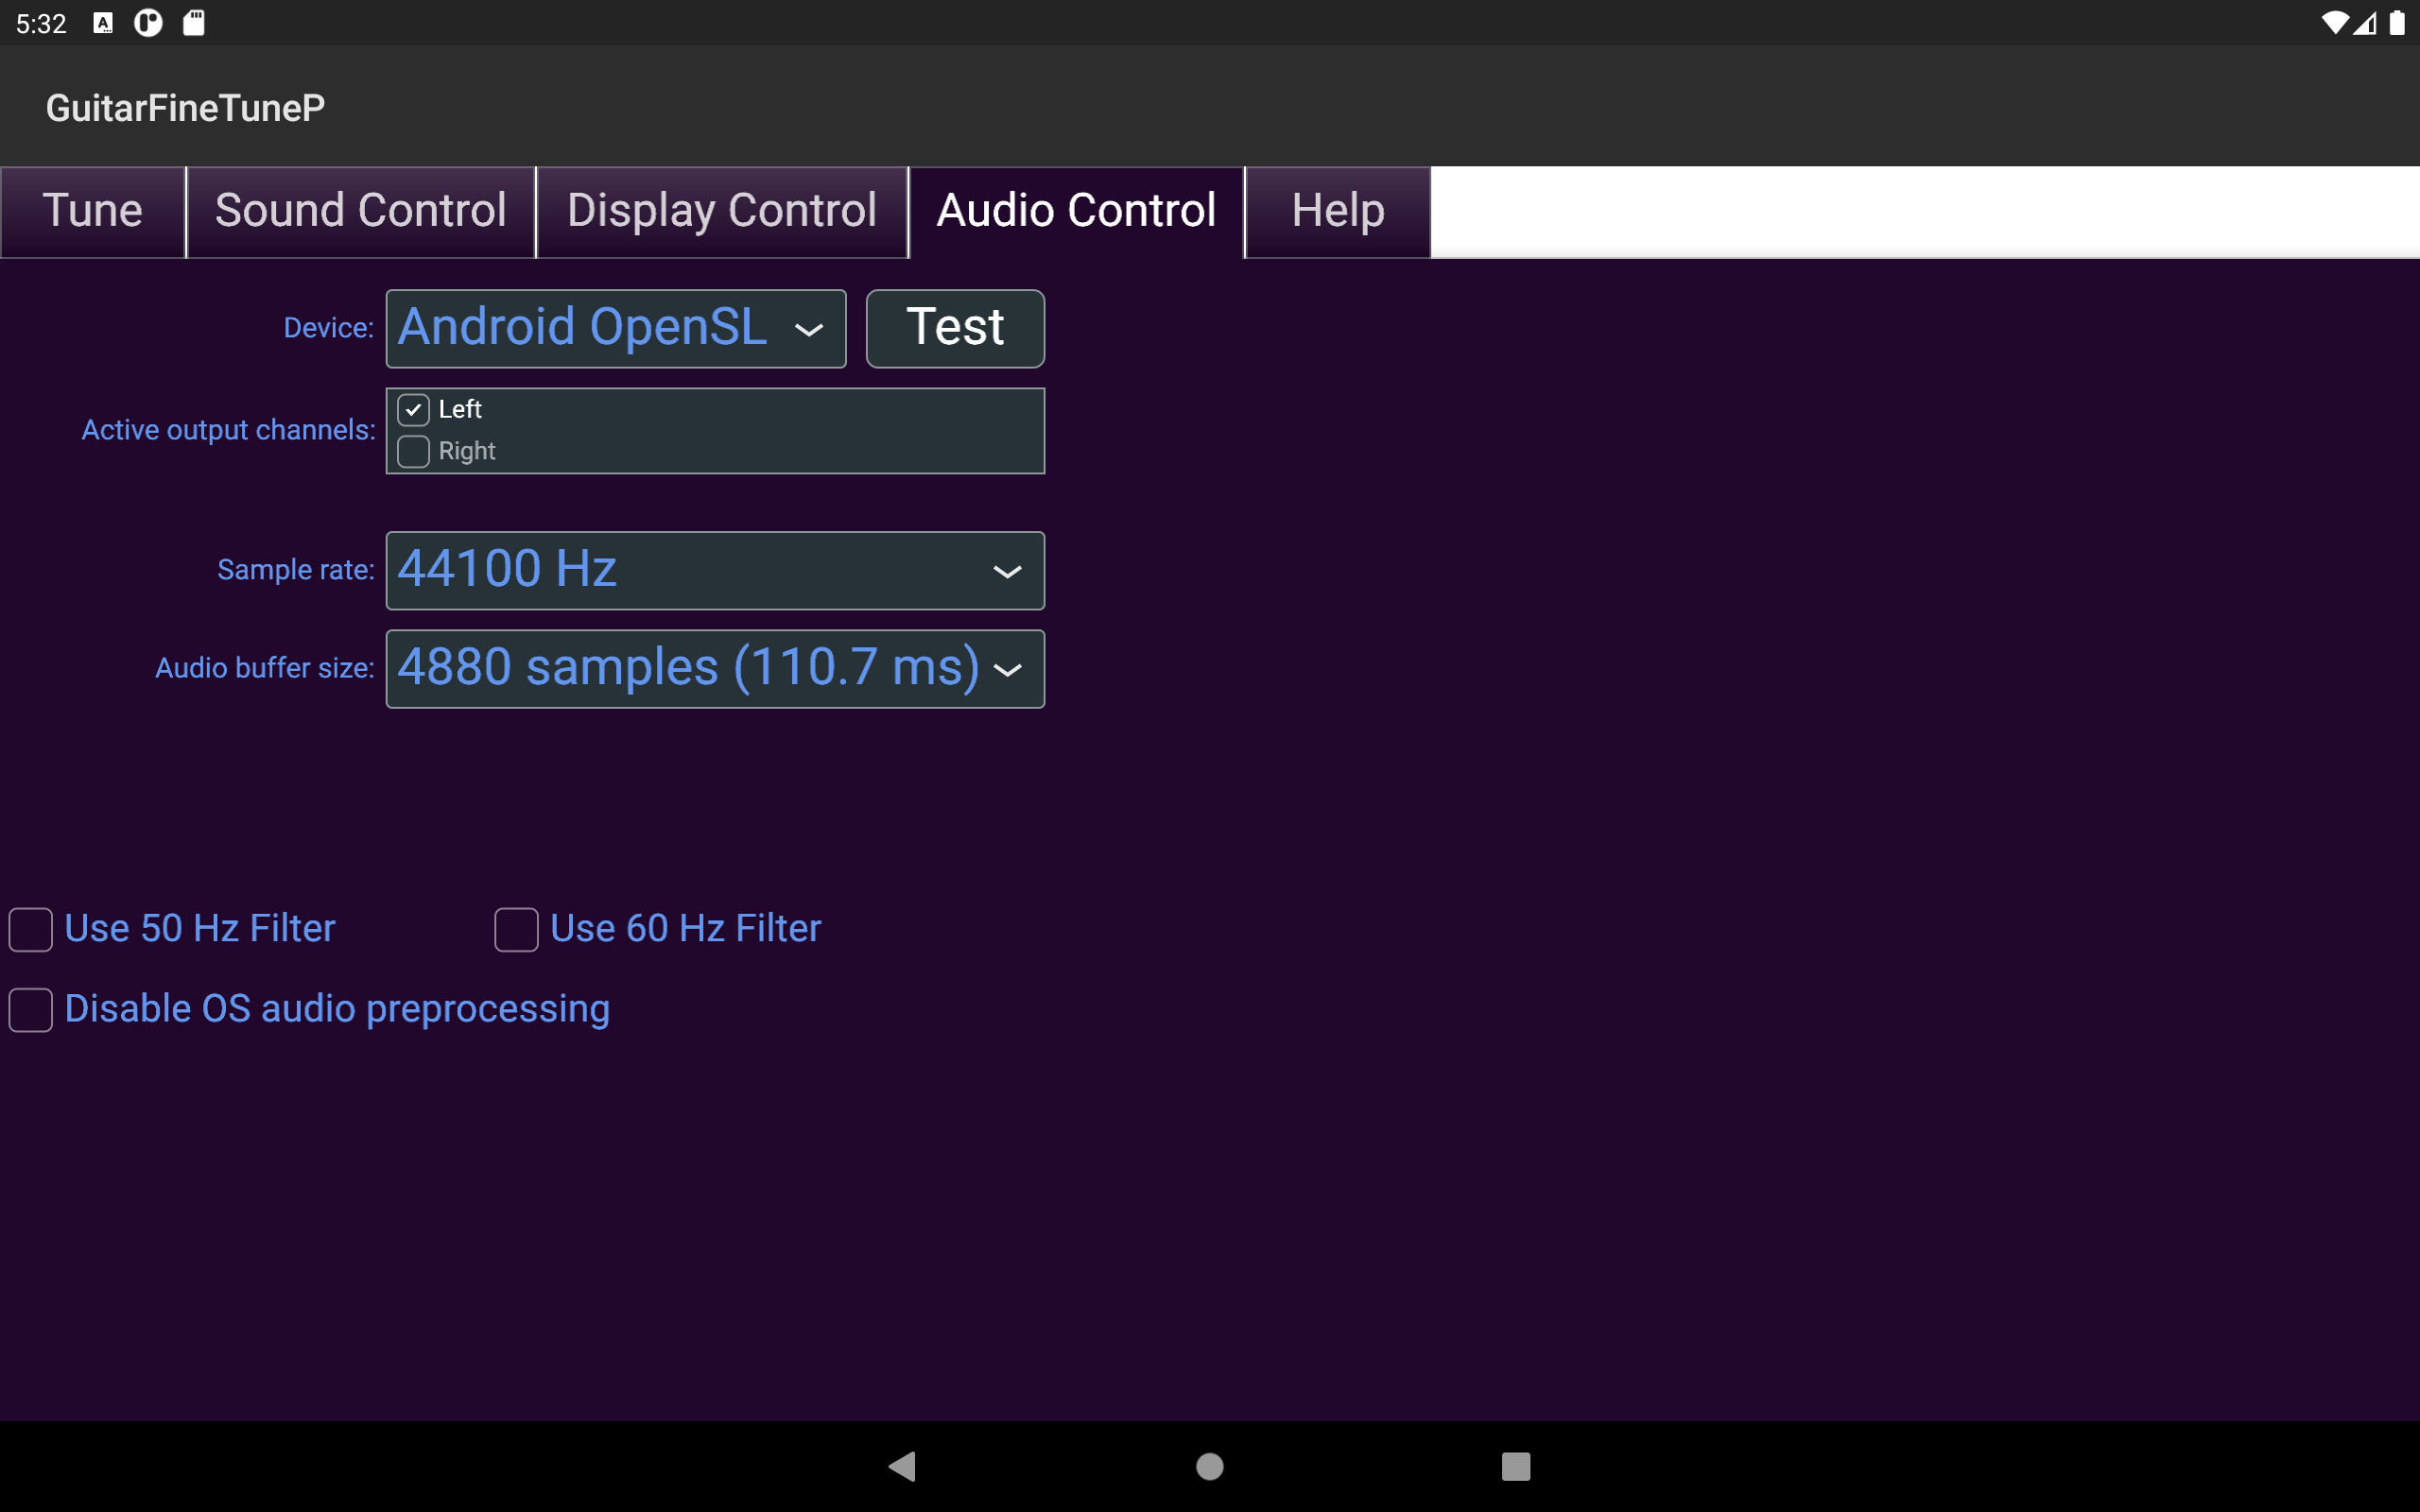 5:32
GuitarFineTuneP
Tune Sound Control Display Control Audio Control Help
Device: Android OpenSL Test
Active output channels: Left
Right
Sample rate: 44100 Hz
Audio buffer size: 4880 samples (110.7 ms)
Use 50 Hz Filter Use 60 Hz Filter
Disable OS audio preprocessing